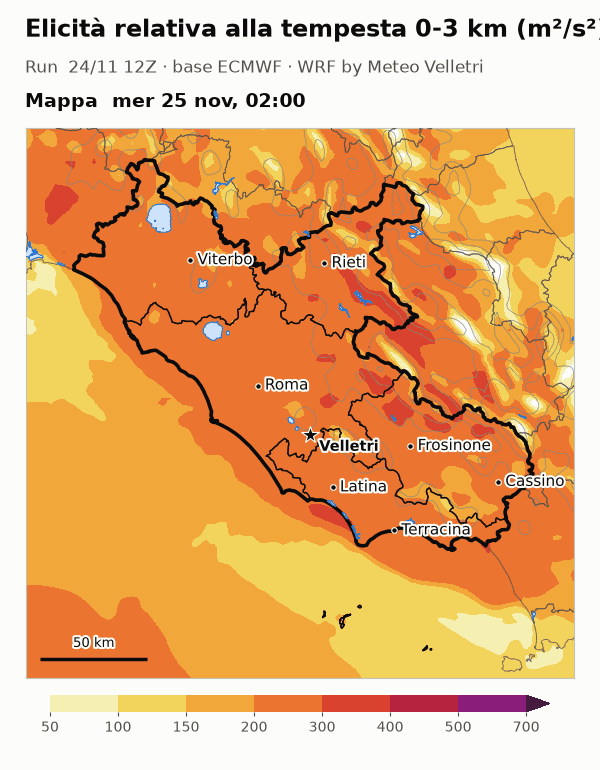 Elicità relativa alla tempesta 0-3 km (m²/s²)
Run 24/11 12Z · base ECMWF · WRF by Meteo Velletri
Mappa mer 25 nov, 02:00
Viterbo
Rieti
Roma
Velletri
Frosinone
Cassino
Latina
Terracina
50 km
50 100 150 200 300 400 500 700